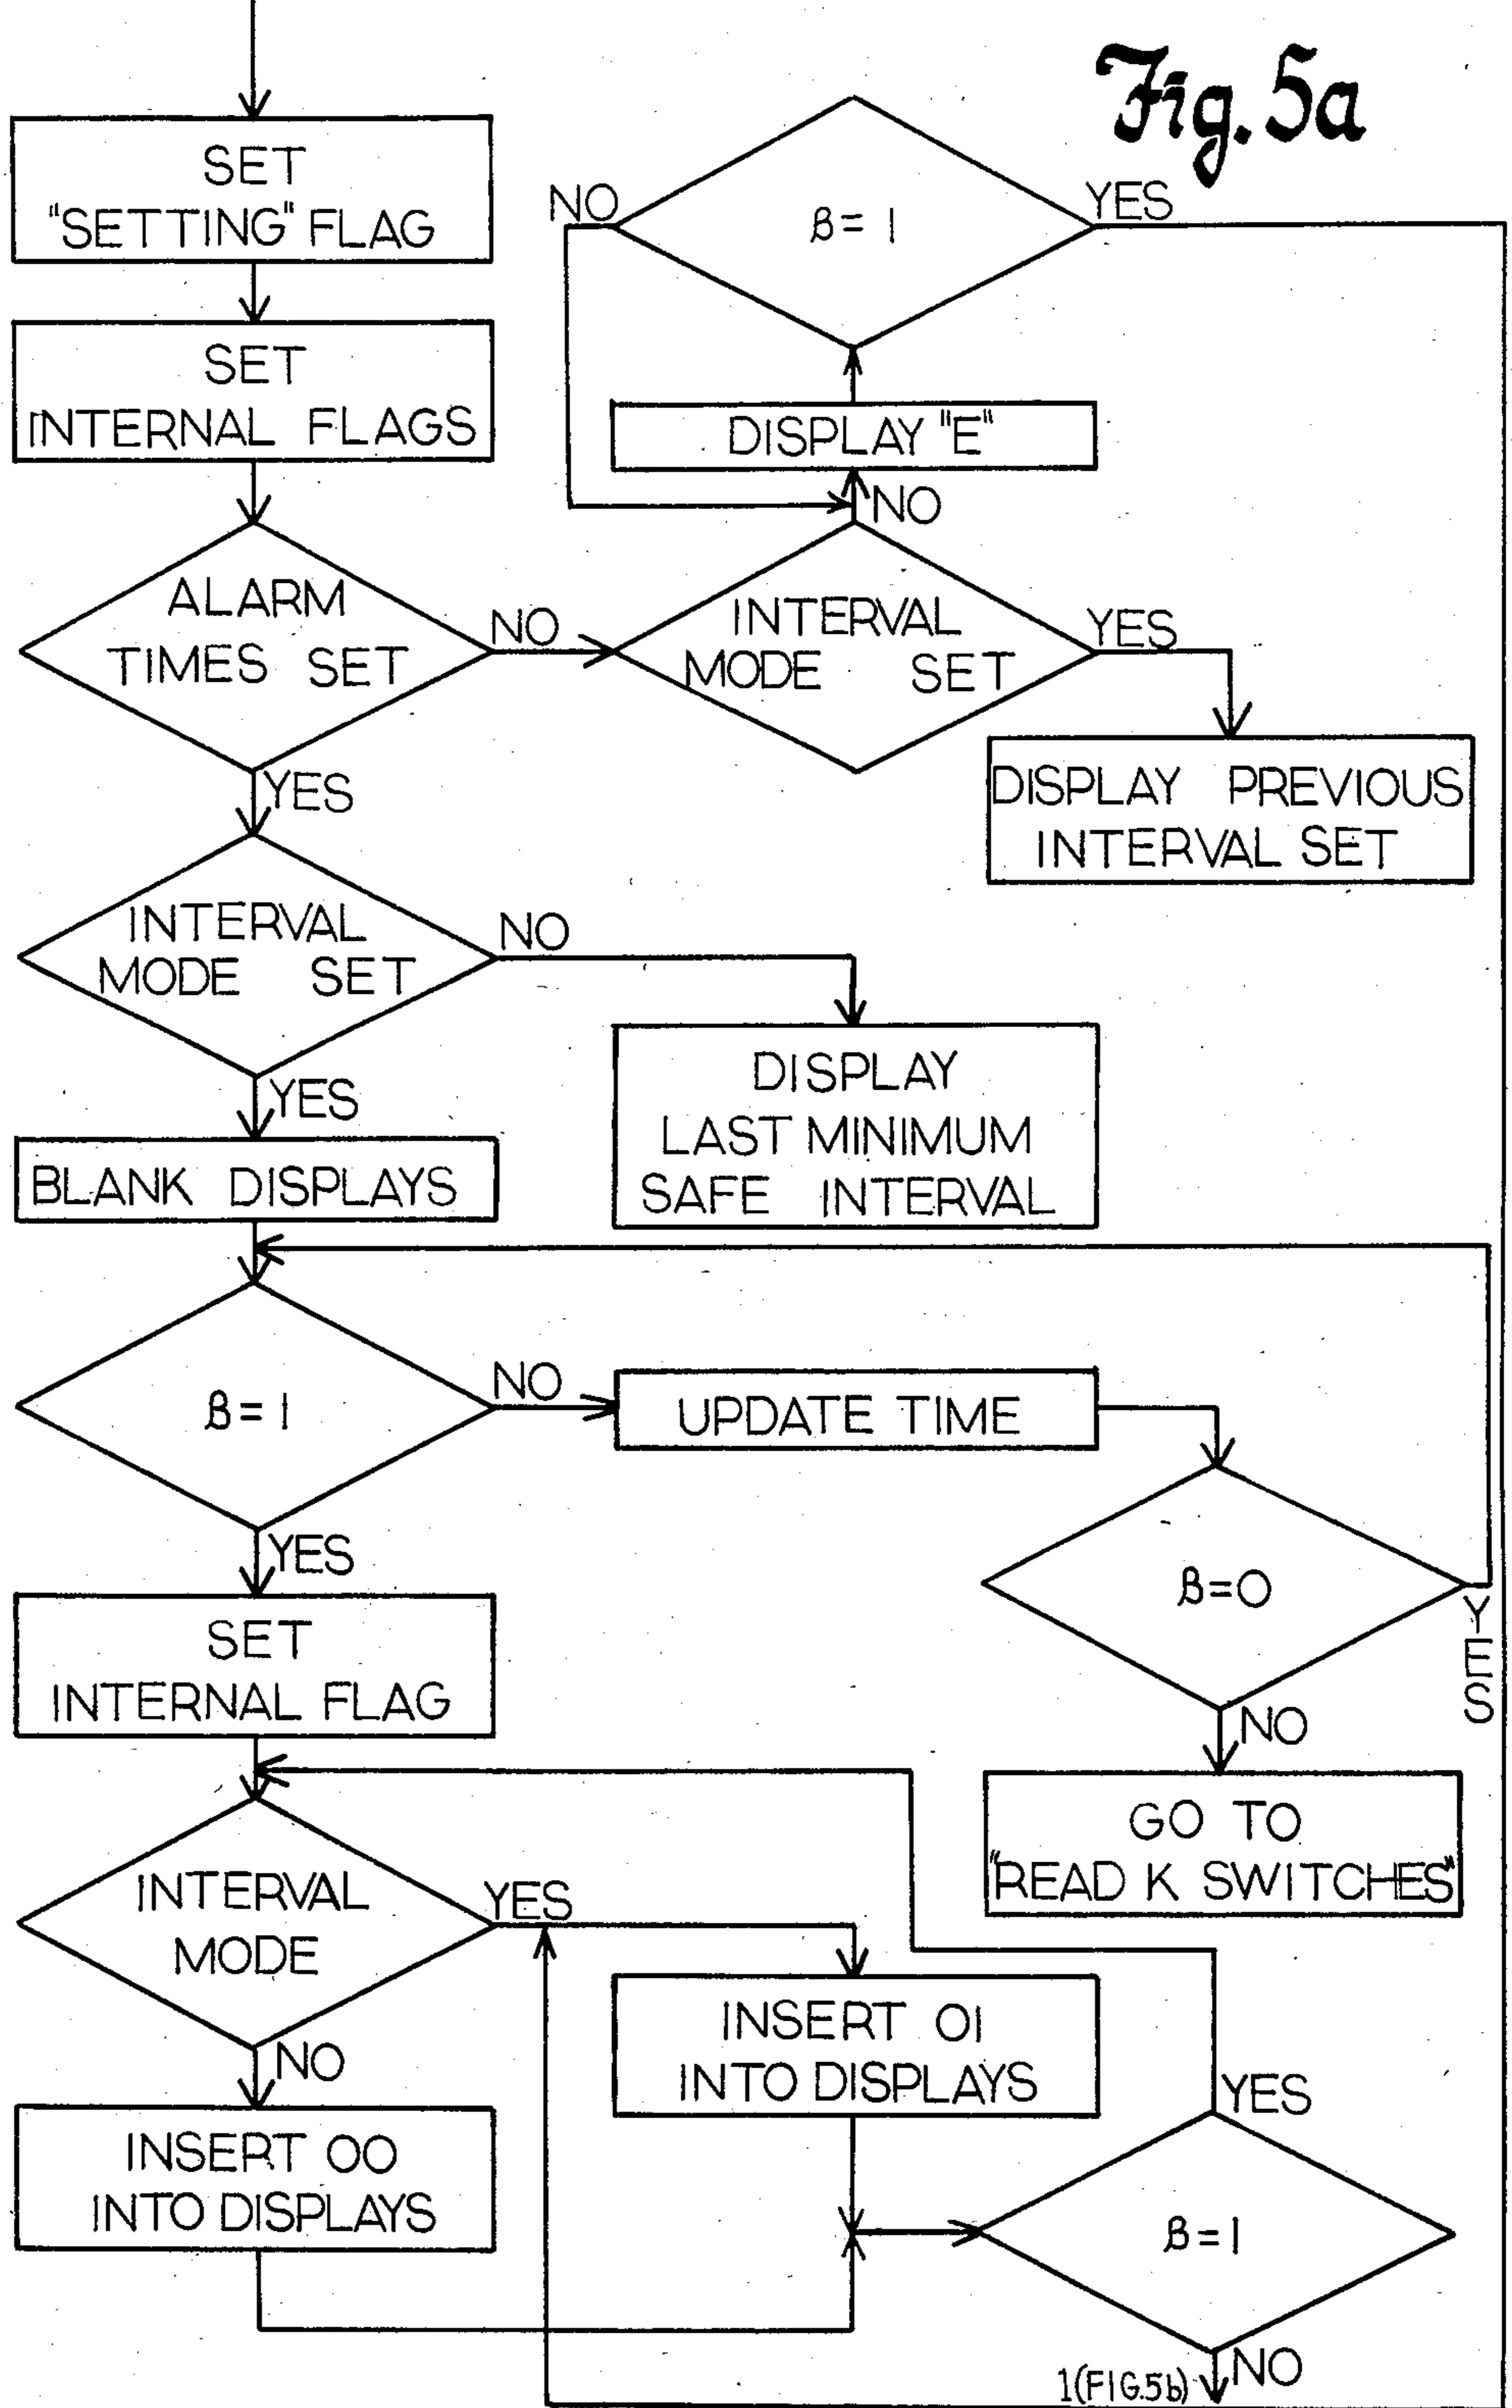 Fig. 5a
SET
"SETTING" FLAG
SET
INTERNAL FLAGS
NO
β=1
YES
DISPLAY "E"
NO
ALARM
TIMES SET
NO
INTERVAL
MODE SET
YES
DISPLAY PREVIOUS
INTERVAL SET
YES
INTERVAL
MODE SET
NO
DISPLAY
LAST MINIMUM
SAFE INTERVAL
YES
BLANK DISPLAYS
β=1
NO
UPDATE TIME
β=0
YES
NO
GO TO
"READ K SWITCHES"
YES
SET
INTERNAL FLAG
INTERVAL
MODE
YES
INSERT 01
INTO DISPLAYS
NO
INSERT 00
INTO DISPLAYS
YES
β=1
NO
1(FIG.5b)